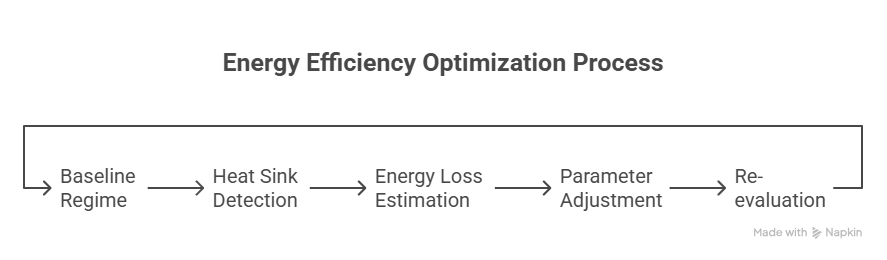 Energy Efficiency Optimization Process
Baseline
Regime
Heat Sink
Detection
Energy Loss
Estimation
Parameter
Adjustment
Re-
evaluation
Made with Napkin